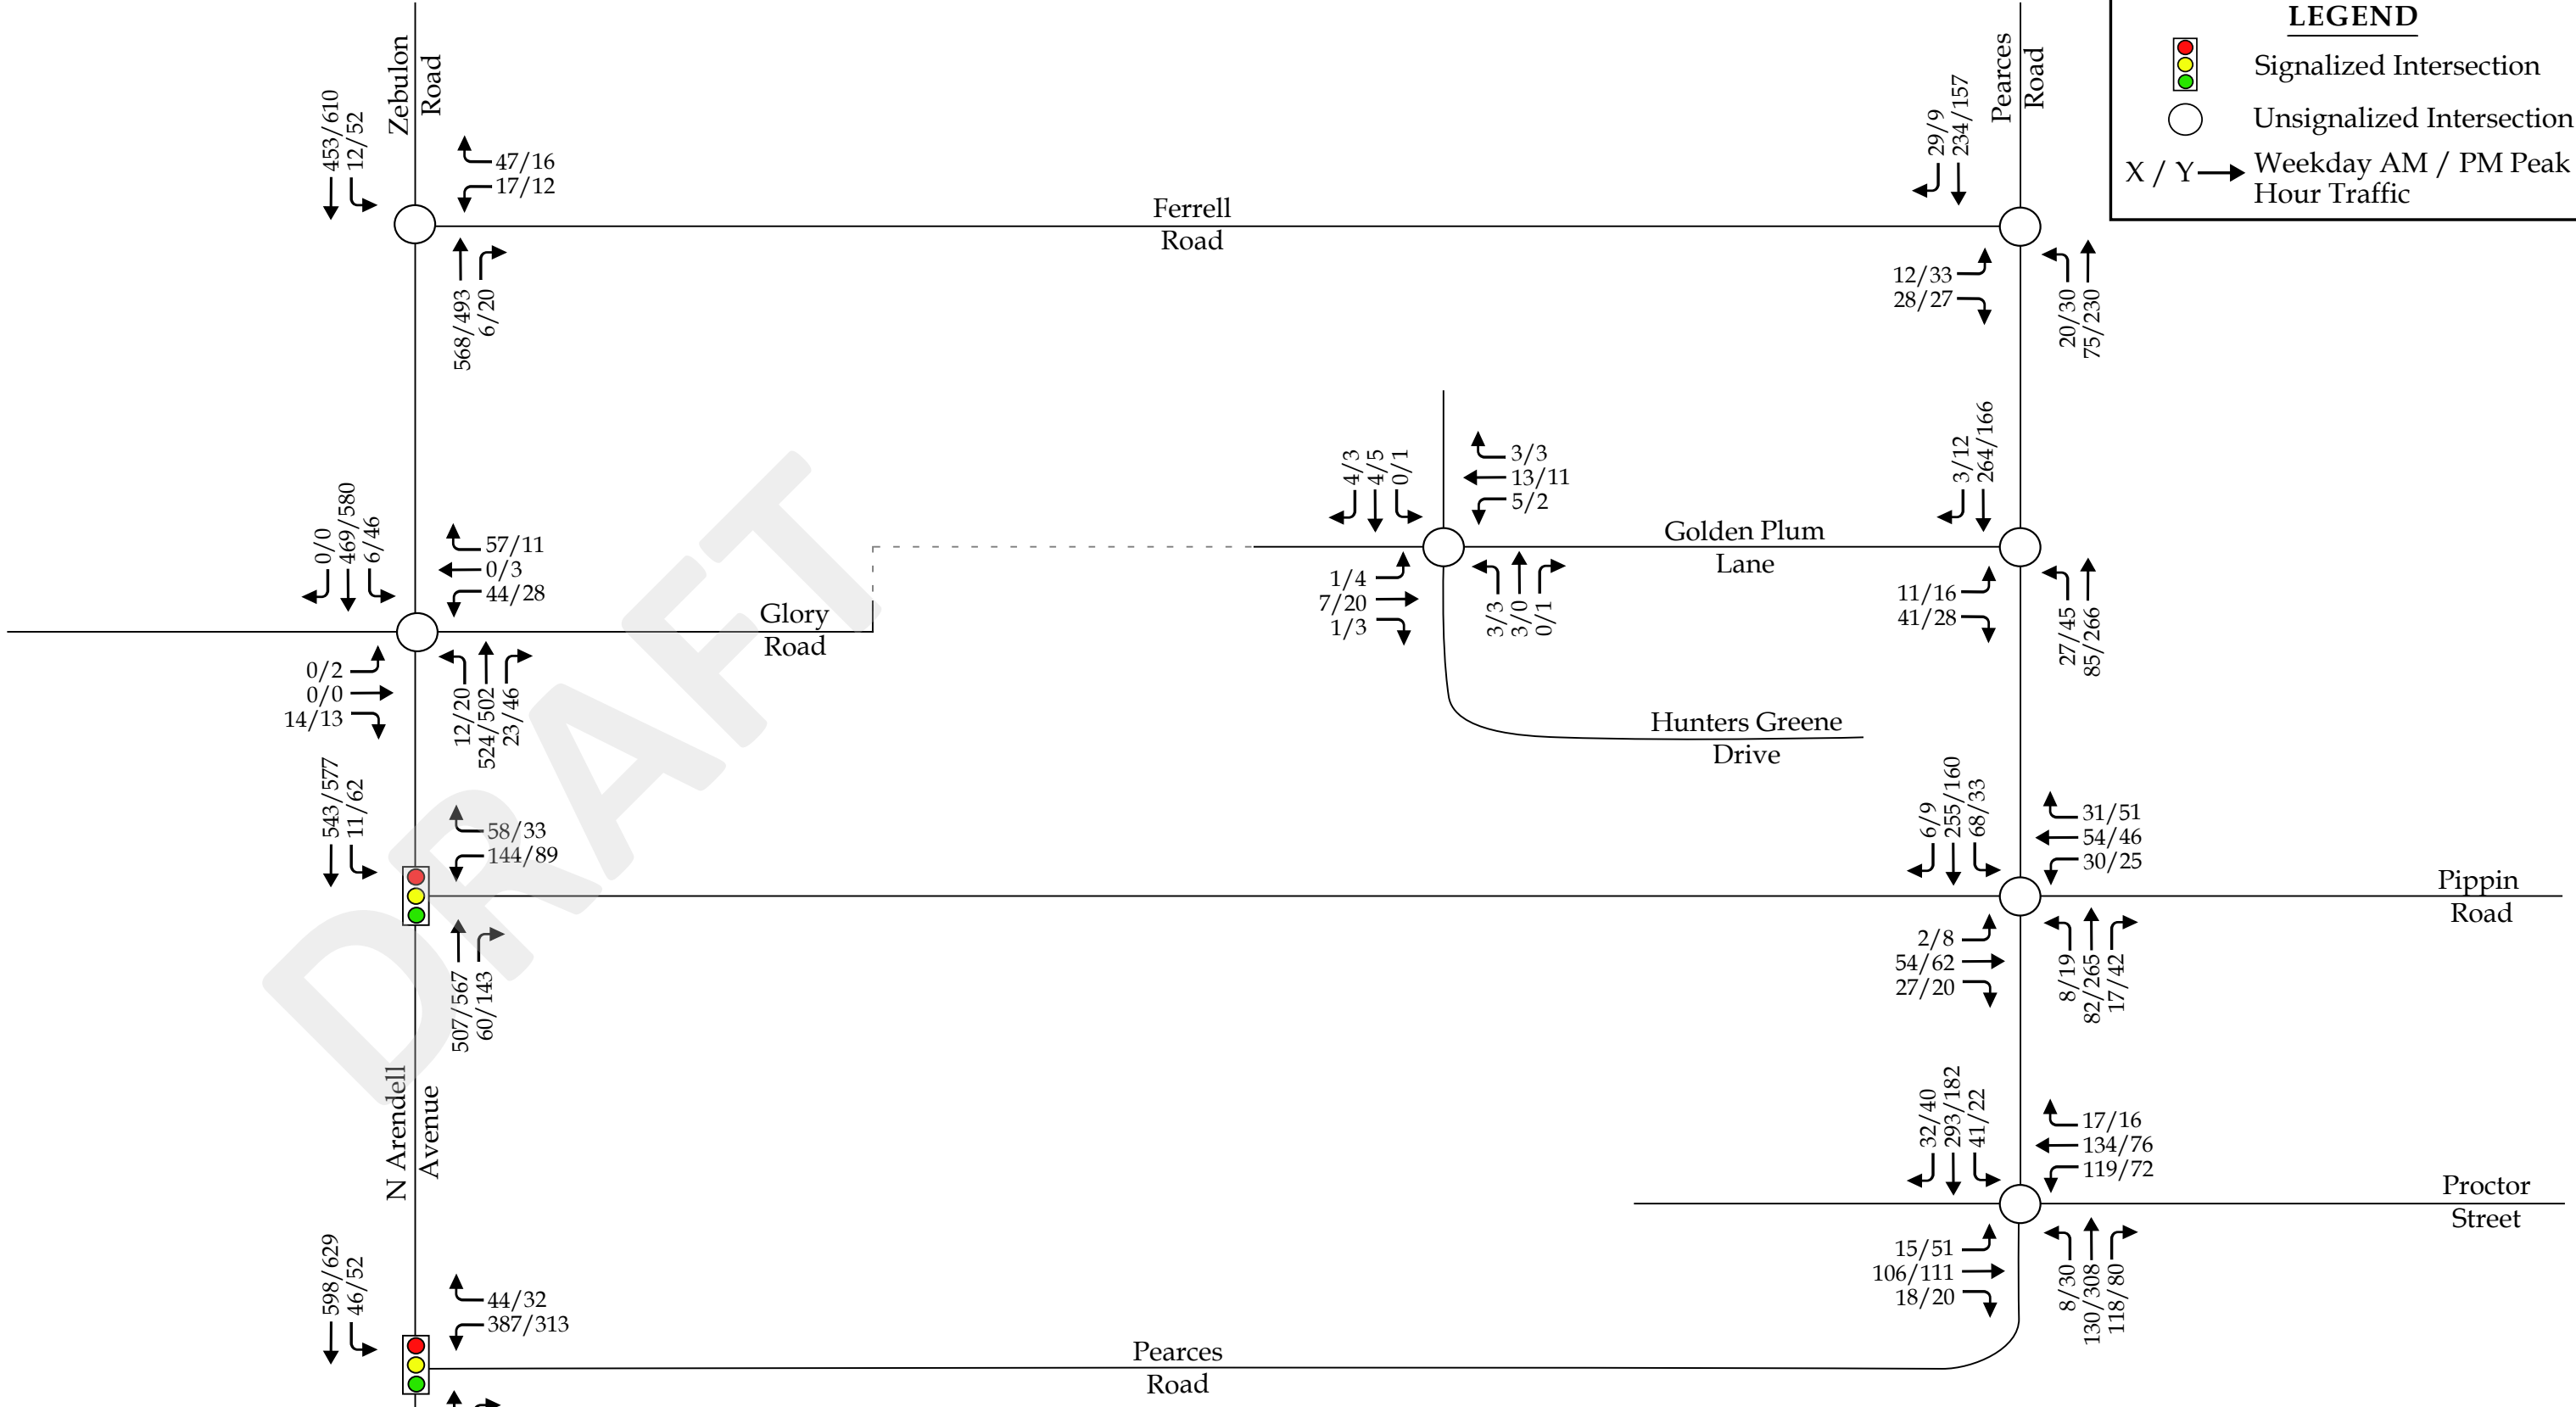 LEGEND
Signalized Intersection
Unsignalized Intersection
X / Y
Weekday AM / PM Peak
Hour Traffic
Zebulon
Road
453/610
12/52
47/16
17/12
568/493
6/20
Ferrell
Road
Pearces
Road
29/9
234/157
12/33
28/27
20/30
75/230
0/0
469/580
6/46
57/11
0/3
44/28
0/2
0/0
14/13
12/20
524/502
23/46
Glory
Road
4/3
4/5
0/1
3/3
13/11
5/2
1/4
7/20
1/3
3/3
3/0
0/1
Golden Plum
Lane
Hunters Greene
Drive
3/12
264/166
11/16
41/28
27/45
85/266
543/577
11/62
58/33
144/89
507/567
60/143
6/9
255/160
68/33
31/51
54/46
30/25
2/8
54/62
27/20
8/19
82/265
17/42
Pippin
Road
N Arendell
Avenue
32/40
293/182
41/22
17/16
134/76
119/72
15/51
106/111
18/20
8/30
130/308
118/80
Proctor
Street
598/629
46/52
44/32
387/313
Pearces
Road
DRAFT